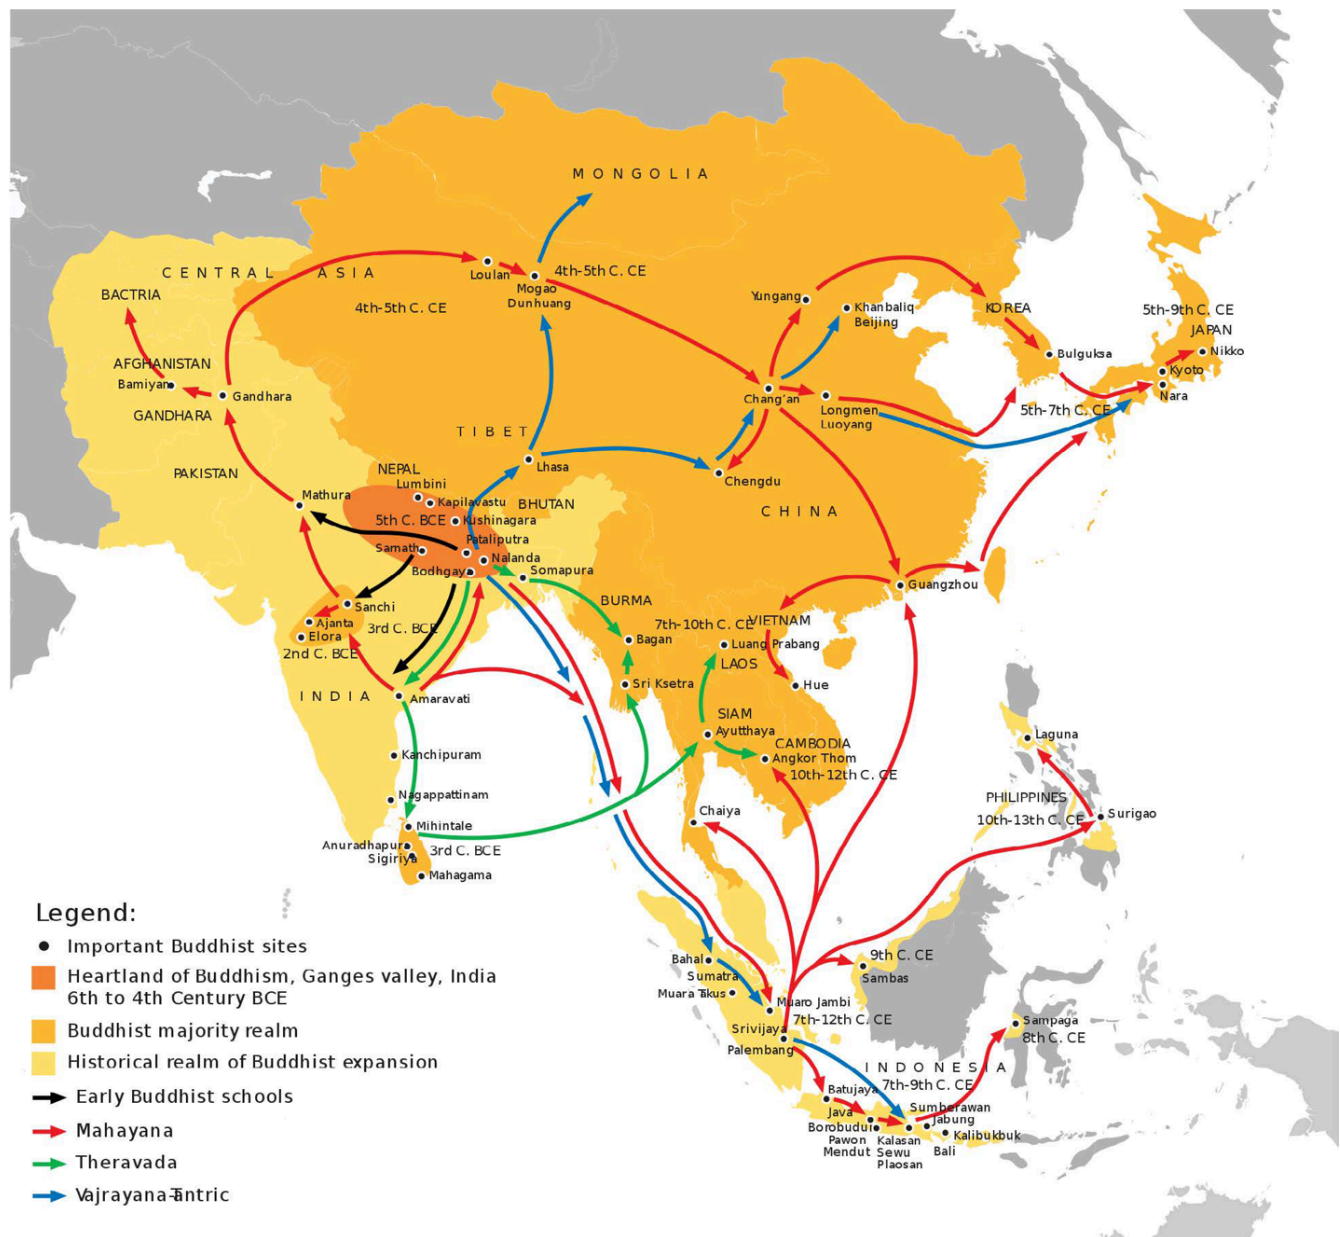 MONGOLIA
CENTRAL ASIA
4th-5th C. CE
BACTRIA
AFGHANISTAN
Bamiyan
Gandhara
GANDHARA
PAKISTAN
Mathura
Loulan
Mogao
Dunhuang
4th-5th C. CE
Yungang
Khanbaliq
Beijing
KOREA
Bulguksa
5th-9th C. CE
JAPAN
Nikko
Kyoto
Nara
5th-7th C. CE
Chang'an
Longmen
Luoyang
Chengdu
CHINA
TIBET
Lhasa
NEPAL
Lumbini
Kapilavastu
BHUTAN
5th C. BCE
Kushinagara
Pataliputra
Sarnath
Nalanda
Bodhgaya
Somapura
Sanchi
Ajanta
3rd C. BCE
Elora
2nd C. BCE
INDIA
Amaravati
Kanchipuram
Nagappattinam
Mihintale
Anuradhapura
3rd C. BCE
Sigiriya
Mahagama
BURMA
Bagan
Sri Ksetra
7th-10th C. CE
VIETNAM
Luang Prabang
LAOS
Hue
SIAM
Ayutthaya
CAMBODIA
Angkor Thom
10th-12th C. CE
Chaiya
Guangzhou
Laguna
PHILIPPINES
10th-13th C. CE
Surigao
Bahal
Sumatra
Muara Takus
Muaro Jambi
7th-12th C. CE
Srivijaya
Palembang
9th C. CE
Sambas
Sampaga
8th C. CE
INDONESIA
7th-9th C. CE
Batujaya
Java
Borobudur
Pawon
Mendut
Sumberawan
Jabung
Kalasan
Sewu
Plaosan
Kalibukbuk
Bali
Legend:
Important Buddhist sites
Heartland of Buddhism, Ganges valley, India
6th to 4th Century BCE
Buddhist majority realm
Historical realm of Buddhist expansion
Early Buddhist schools
Mahayana
Theravada
Vajrayana-Tantric